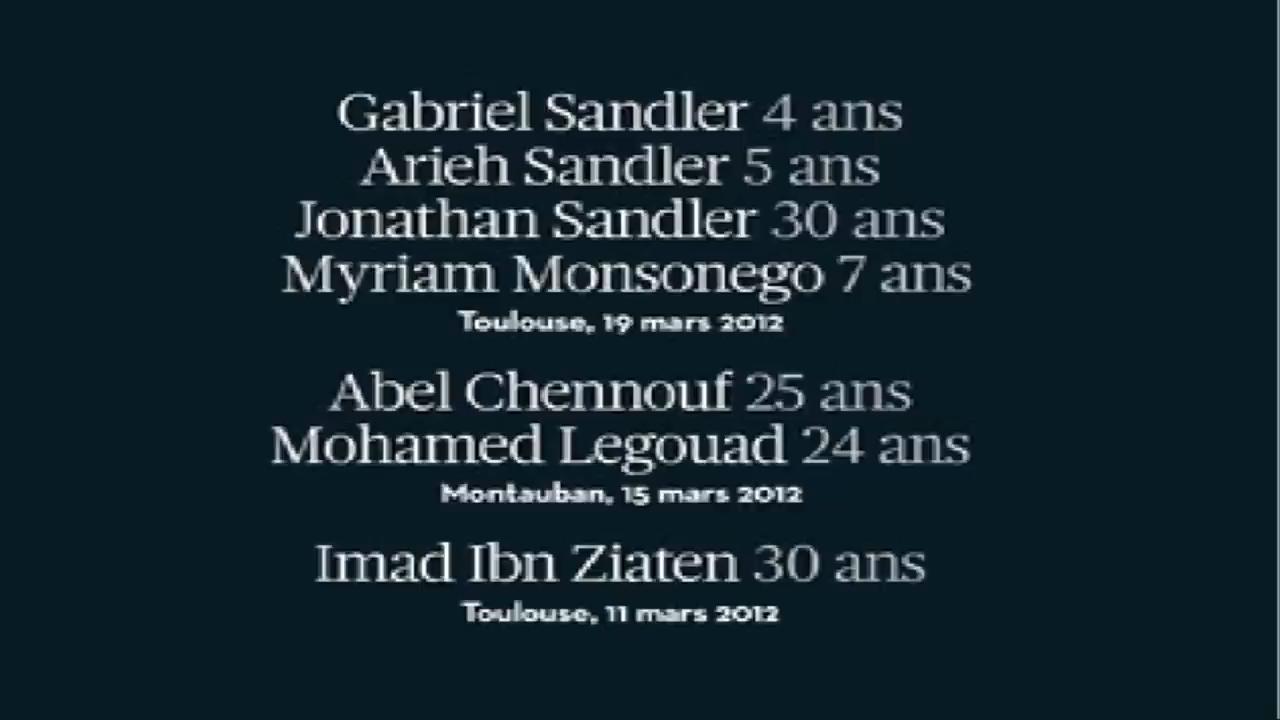 Gabriel Sandler 4 ans
Arieh Sandler 5 ans
Jonathan Sandler 30 ans
Myriam Monsonego 7 ans
Toulouse, 19 mars 2012
Abel Chennouf 25 ans
Mohamed Legouad 24 ans
Montauban, 15 mars 2012
Imad Ibn Ziaten 30 ans
Toulouse, 11 mars 2012